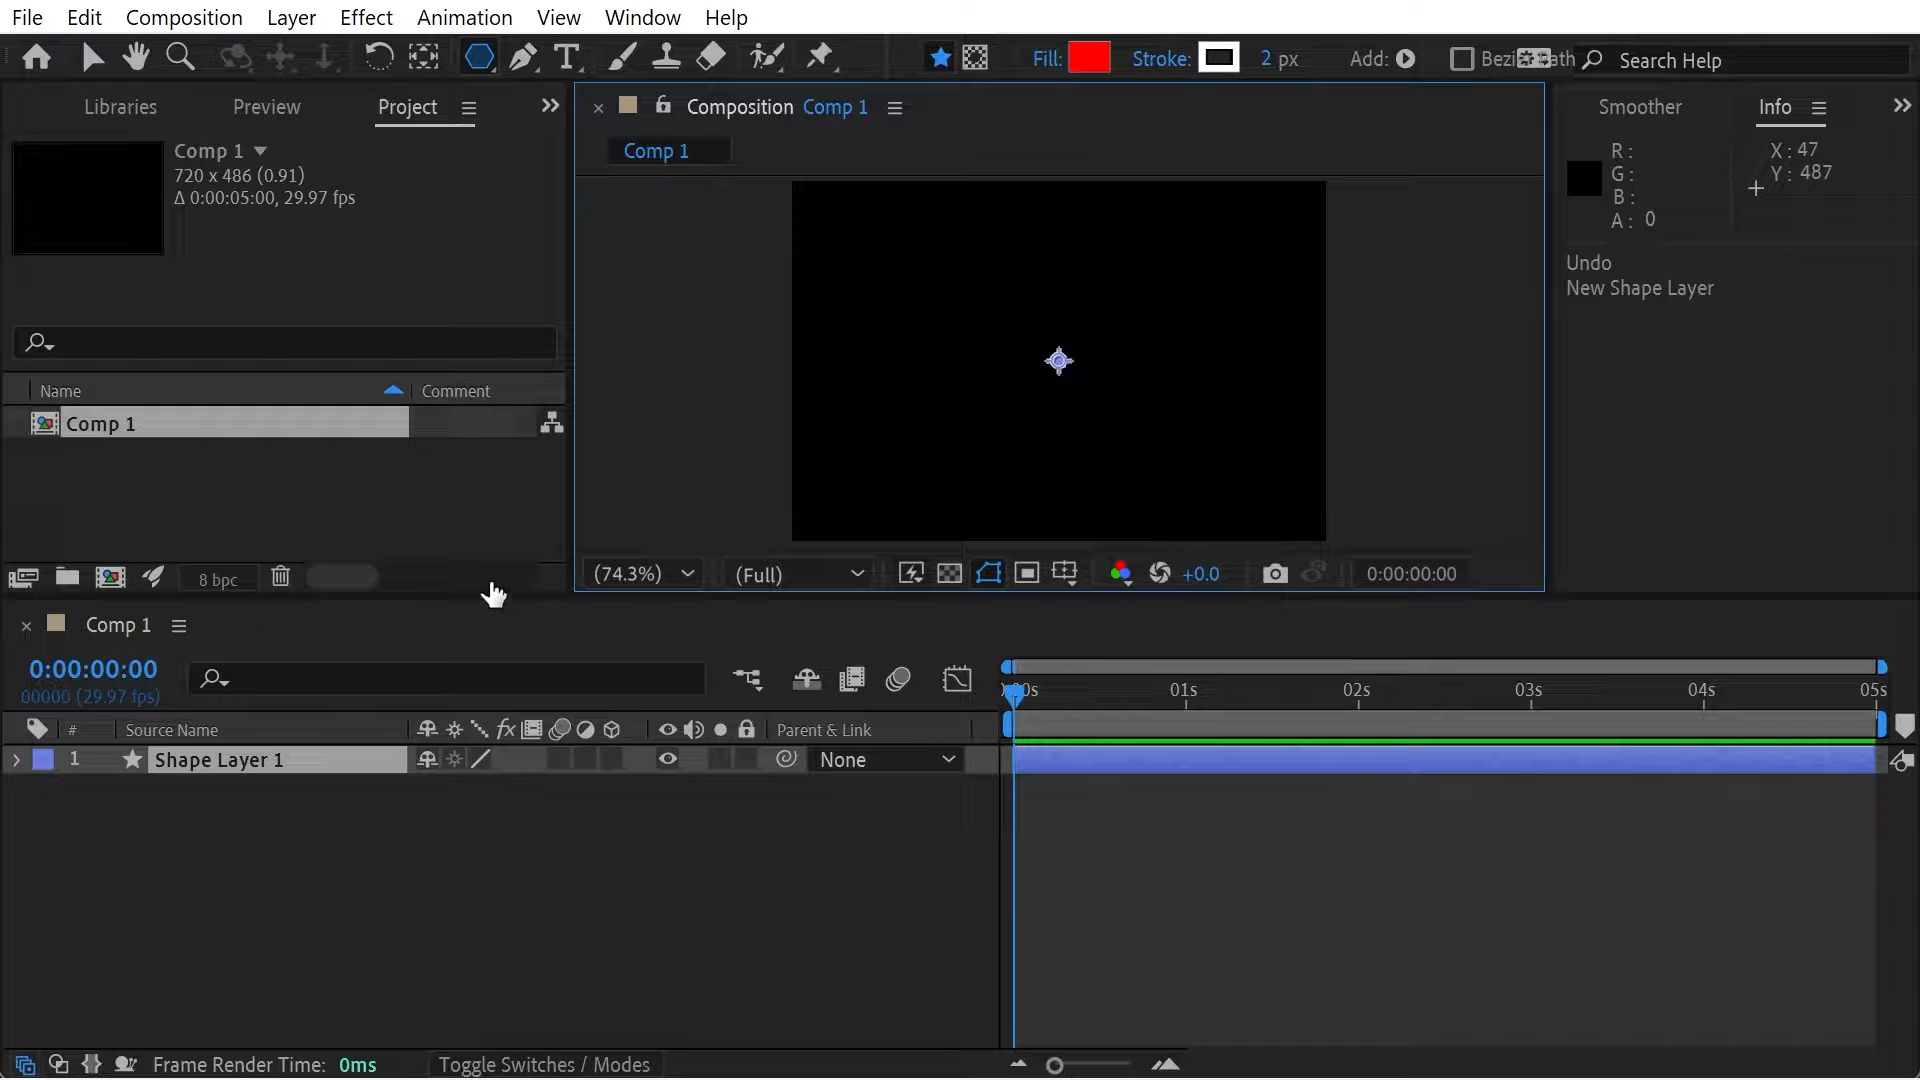 File Edit Composition Layer Effect Animation View Window Help
Fill: Stroke: 2 px Add: Search Help
Libraries Preview Project
Composition Comp 1
Smoother Info
Comp 1
720 x 486 (0.91)
Δ 0:00:05:00, 29.97 fps
Comp 1
R :
G :
B :
A : 0
X : 47
Y : 487
Undo
New Shape Layer
Name Comment
Comp 1
8 bpc
(74.3%) (Full) +0.0 0:00:00:00
Comp 1
0:00:00:00
00000 (29.97 fps)
01s 02s 03s 04s 05s
# Source Name fx Parent & Link
1 Shape Layer 1 None
Frame Render Time: 0ms Toggle Switches / Modes